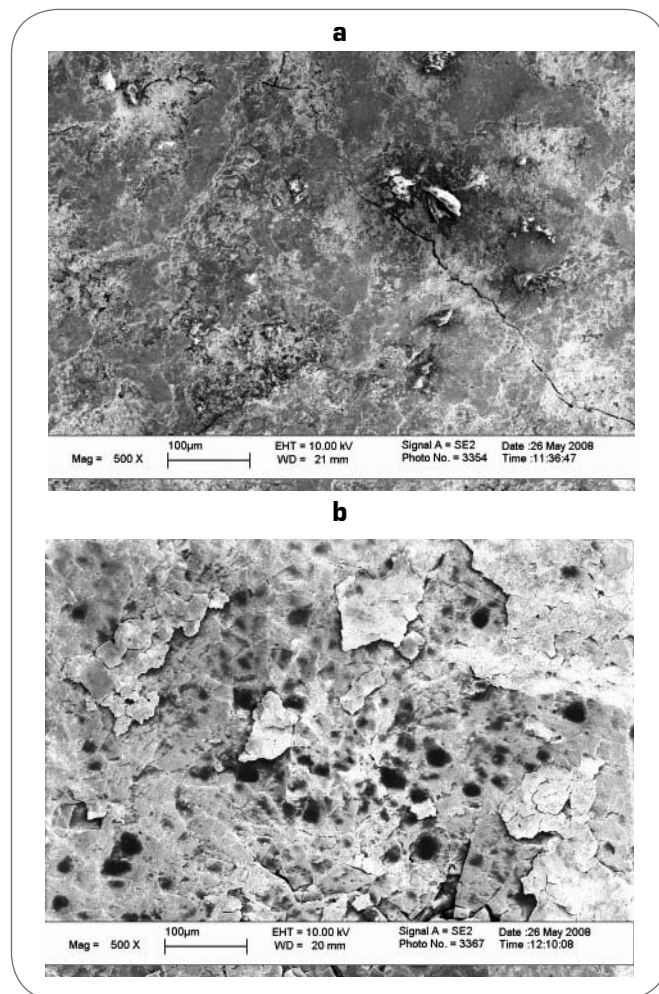 a
100µm EHT = 10.00 kV Signal A = SE2 Date :26 May 2008
Mag = 500 X WD = 21 mm Photo No. = 3354 Time :11:36:47
b
100µm EHT = 10.00 kV Signal A = SE2 Date :26 May 2008
Mag = 500 X WD = 20 mm Photo No. = 3367 Time :12:10:08